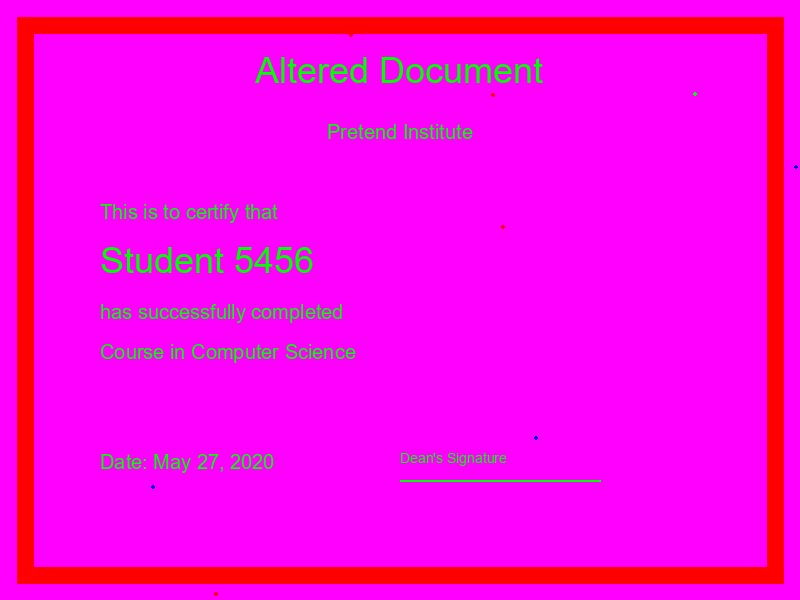 Altered Document
Pretend Institute
This is to certify that
Student 5456
has successfully completed
Course in Computer Science
Date: May 27, 2020
Dean's Signature